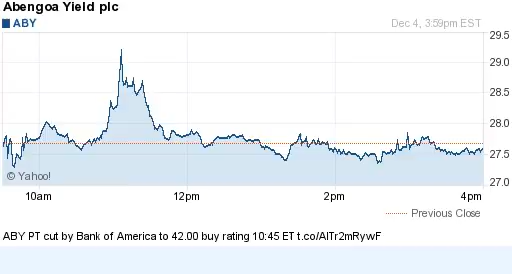 Abengoa Yield plc
ABY
Dec 4, 3:59pm EST
29.5
29.0
28.5
28.0
27.5
27.0
© Yahoo!
10am
12pm
2pm
4pm
Previous Close
ABY PT cut by Bank of America to 42.00 buy rating 10:45 ET t.co/AlTr2mRywF